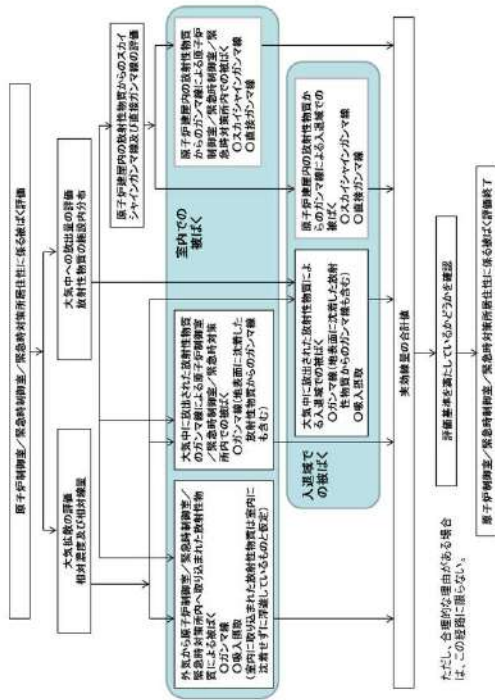 原子炉制御室／緊急時制御室／緊急時対策所居住性に係る被ばく評価
大気拡散の評価
相対濃度及び相対線量
大気中への放出量の評価
放射性物質の施設内分布
原子炉建屋内の放射性物質からのスカイ
シャインガンマ線及び直接ガンマ線の評価
室内での被ばく
外気から原子炉制御室／緊急時制御室／
緊急時対策所内へ取り込まれた放射性物
質による被ばく
○ガンマ線
○吸入摂取
(室内に取り込まれた放射性物質は室内に
沈着せずに浮遊しているものと仮定)
大気中に放出された放射性物質
のガンマ線による原子炉制御室
／緊急時制御室／緊急時対策
所内での被ばく
○ガンマ線(地表面に沈着した
放射性物質からのガンマ線
も含む)
原子炉建屋内の放射性物質
からのガンマ線による原子炉
制御室／緊急時制御室／緊
急時対策所内での被ばく
○スカイシャインガンマ線
○直接ガンマ線
入退域で
の被ばく
大気中に放出された放射性物質によ
る入退域での被ばく
○ガンマ線(地表面に沈着した放射
性物質からのガンマ線も含む)
○吸入摂取
原子炉建屋内の放射性物質か
らのガンマ線による入退域での
被ばく
○スカイシャインガンマ線
○直接ガンマ線
実効線量の合計値
ただし、合理的な理由がある場合
は、この経路に限らない。
評価基準を満たしているかどうかを確認
原子炉制御室／緊急時制御室／緊急時対策所居住性に係る被ばく評価終了